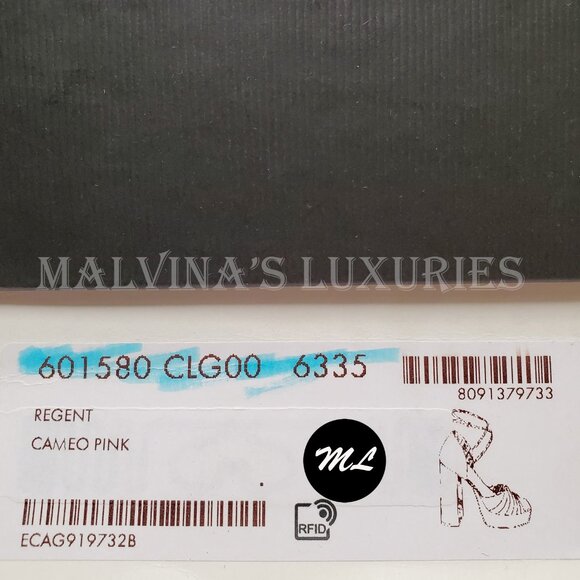 MALVINA'S LUXURIES
601580 CLG00 6335
8091379733
REGENT
CAMEO PINK
ML
RFID
ECAG919732B